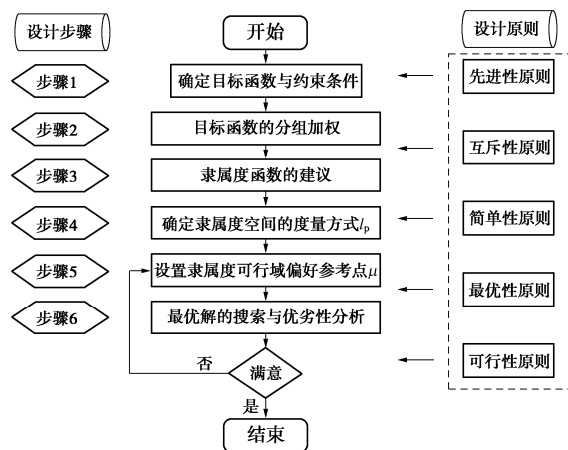 设计步骤
开始
设计原则
步骤1
确定目标函数与约束条件
先进性原则
步骤2
目标函数的分组加权
互斥性原则
步骤3
隶属度函数的建议
步骤4
确定隶属度空间的度量方式lp
简单性原则
步骤5
设置隶属度可行域偏好参考点μ
最优性原则
步骤6
最优解的搜索与优劣性分析
否
满意
可行性原则
是
结束